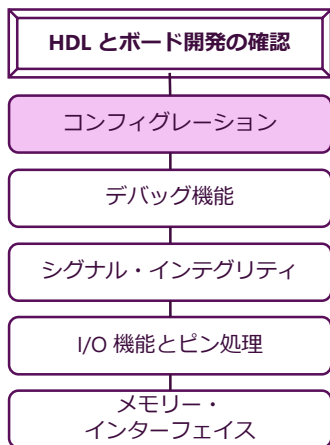 HDL とボード開発の確認
コンフィグレーション
デバッグ機能
シグナル・インテグリティ
I/O 機能とピン処理
メモリー・
インターフェイス